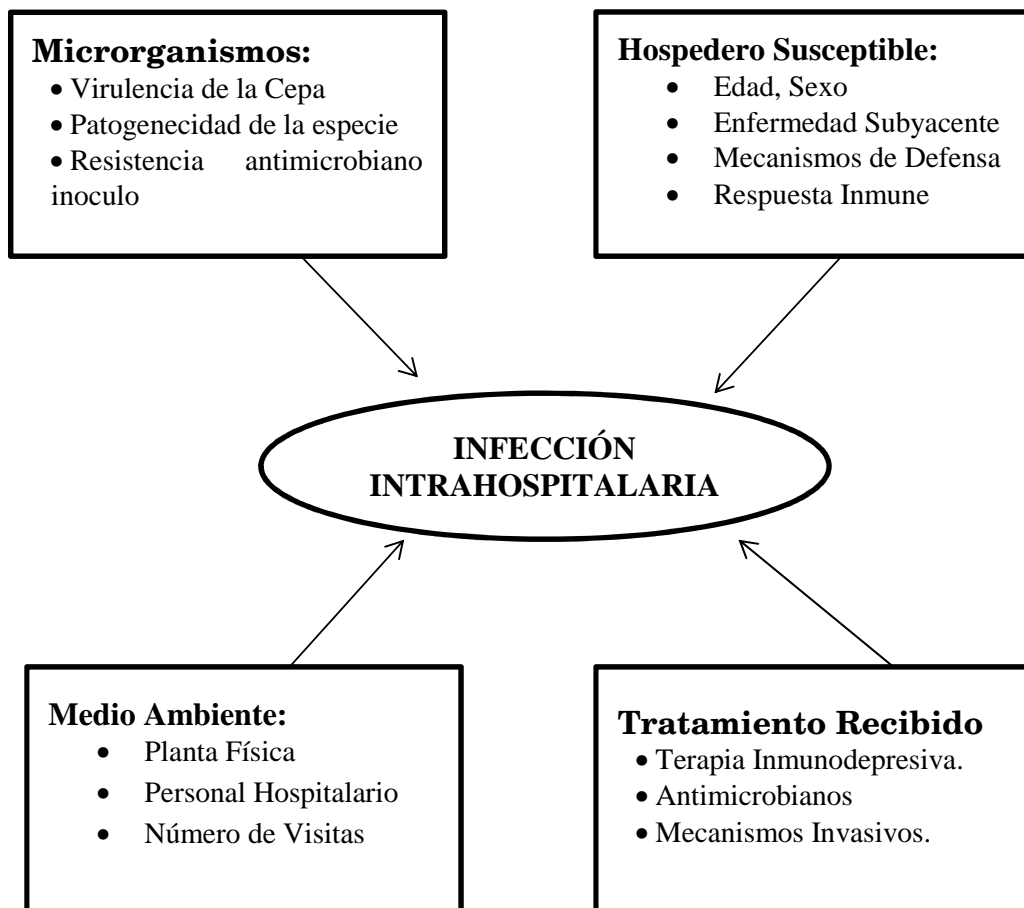 Microrganismos:
• Virulencia de la Cepa
• Patogenecidad de la especie
• Resistencia antimicrobiano
inoculo
Hospedero Susceptible:
• Edad, Sexo
• Enfermedad Subyacente
• Mecanismos de Defensa
• Respuesta Inmune
INFECCIÓN
INTRAHOSPITALARIA
Medio Ambiente:
• Planta Física
• Personal Hospitalario
• Número de Visitas
Tratamiento Recibido
• Terapia Inmunodepresiva.
• Antimicrobianos
• Mecanismos Invasivos.